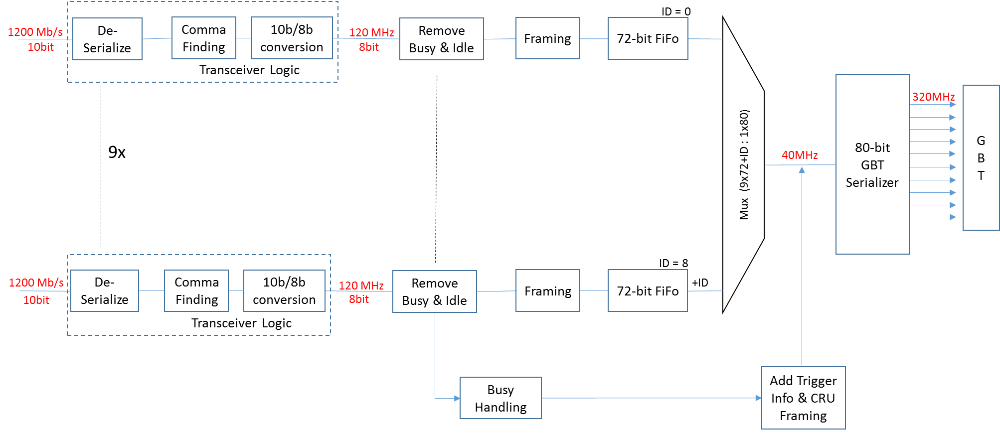 ID = 0
1200 Mb/s
10bit
De-
Serialize
Comma
Finding
10b/8b
conversion
Transceiver Logic
120 MHz
8bit
Remove
Busy & Idle
Framing
72-bit FiFo
9x
Mux (9x72+ID : 1x80)
40MHz
80-bit
GBT
Serializer
320MHz
G
B
T
ID = 8
1200 Mb/s
10bit
De-
Serialize
Comma
Finding
10b/8b
conversion
Transceiver Logic
120 MHz
8bit
Remove
Busy & Idle
Framing
72-bit FiFo
+ID
Busy
Handling
Add Trigger
Info & CRU
Framing